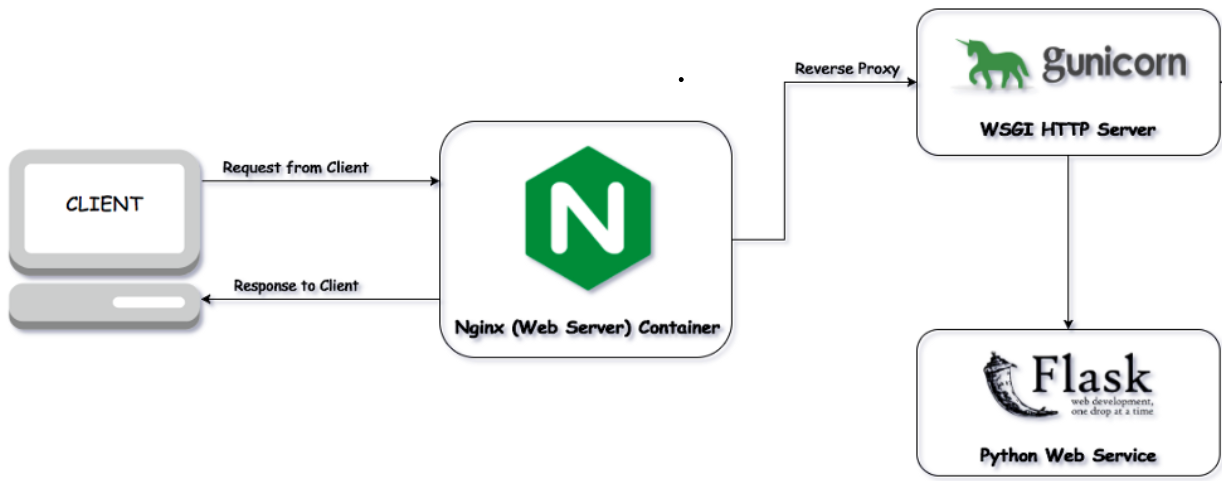 Reverse Proxy
gunicorn
WSGI HTTP Server
Request from Client
CLIENT
N
Response to Client
Nginx (Web Server) Container
Flask
web development,
one drop at a time
Python Web Service